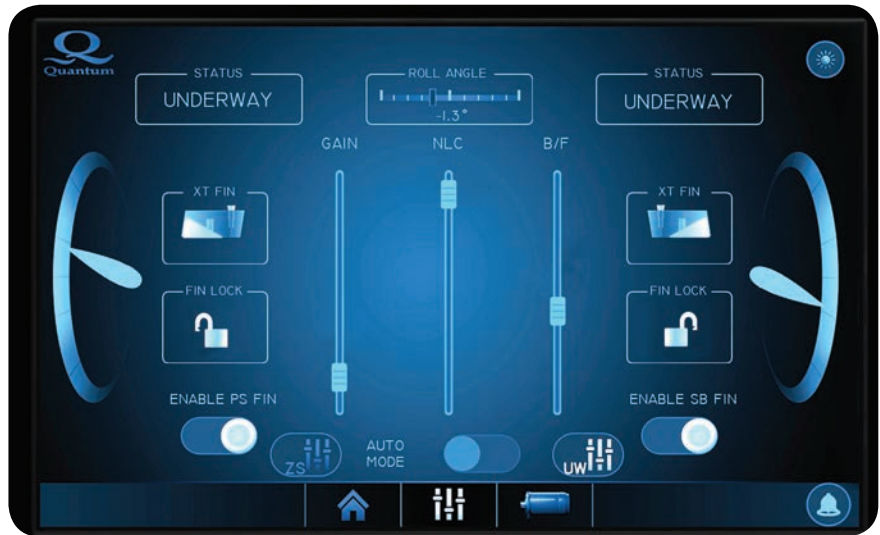 Quantum
STATUS
UNDERWAY
ROLL ANGLE
-1.3°
STATUS
UNDERWAY
GAIN
NLC
B/F
XT FIN
XT FIN
FIN LOCK
FIN LOCK
ENABLE PS FIN
ENABLE SB FIN
ZS
AUTO
MODE
UW